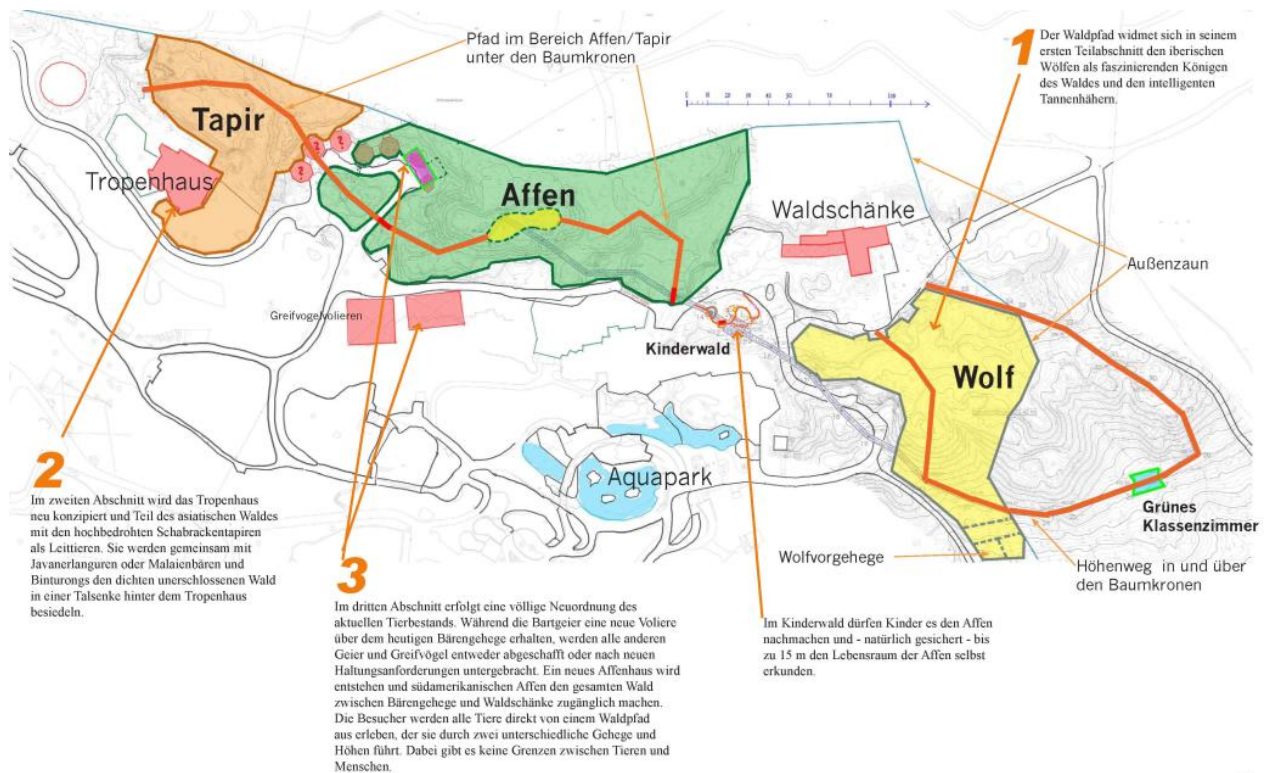 Pfad im Bereich Affen/Tapir
unter den Baumkronen
1
Der Waldpfad widmet sich in seinem
ersten Teilabschnitt den iberischen
Wölfen als faszinierenden Königen
des Waldes und den intelligenten
Tannenhähern.
Tapir
Tropenhaus
Affen
Waldschänke
Außenzaun
Greifvogelvolieren
Kinderwald
Wolf
Aquapark
Grünes
Klassenzimmer
Wolfvorgehege
Höhenweg in und über
den Baumkronen
2
Im zweiten Abschnitt wird das Tropenhaus
neu konzipiert und Teil des asiatischen Waldes
mit den hochbedrohten Schabrackentapiren
als Leittieren. Sie werden gemeinsam mit
Javanerlanguren oder Malaienbären und
Binturongs den dichten unerschlossenen Wald
in einer Talsenke hinter dem Tropenhaus
besiedeln.
3
Im dritten Abschnitt erfolgt eine völlige Neuordnung des
aktuellen Tierbestands. Während die Bartgeier eine neue Voliere
über dem heutigen Bärengehege erhalten, werden alle anderen
Geier und Greifvögel entweder abgeschafft oder nach neuen
Haltungsanforderungen untergebracht. Ein neues Affenhaus wird
entstehen und südamerikanischen Affen den gesamten Wald
zwischen Bärengehege und Waldschänke zugänglich machen.
Die Besucher werden alle Tiere direkt von einem Waldpfad
aus erleben, der sie durch zwei unterschiedliche Gehege und
Höhen führt. Dabei gibt es keine Grenzen zwischen Tieren und
Menschen.
Im Kinderwald dürfen Kinder es den Affen
nachmachen und - natürlich gesichert - bis
zu 15 m den Lebensraum der Affen selbst
erkunden.